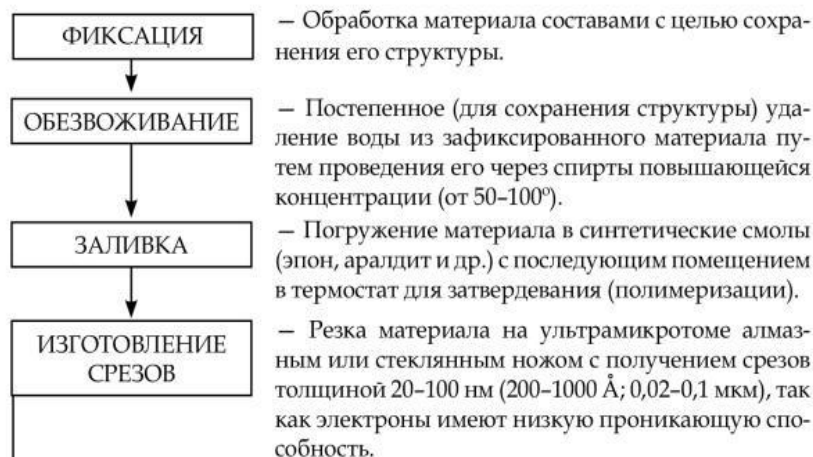 ФИКСАЦИЯ
— Обработка материала составами с целью сохра-
нения его структуры.
ОБЕЗВОЖИВАНИЕ
— Постепенное (для сохранения структуры) уда-
ление воды из зафиксированного материала пу-
тем проведения его через спирты повышающейся
концентрации (от 50–100º).
ЗАЛИВКА
— Погружение материала в синтетические смолы
(эпон, аралдит и др.) с последующим помещением
в термостат для затвердевания (полимеризации).
ИЗГОТОВЛЕНИЕ
СРЕЗОВ
— Резка материала на ультрамикротоме алмаз-
ным или стеклянным ножом с получением срезов
толщиной 20–100 нм (200–1000 Å; 0,02–0,1 мкм), так
как электроны имеют низкую проникающую спо-
собность.